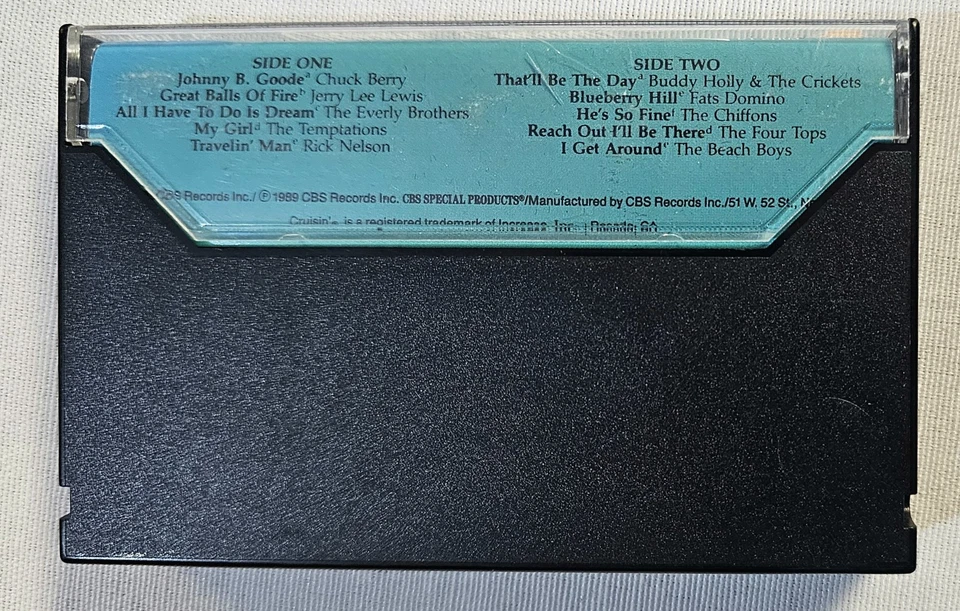 SIDE ONE
Johnny B. Goodeᵃ Chuck Berry
Great Balls Of Fireᵇ Jerry Lee Lewis
All I Have To Do Is Dreamᶜ The Everly Brothers
My Girlᵈ The Temptations
Travelin' Manᵉ Rick Nelson
SIDE TWO
That'll Be The Dayᵃ Buddy Holly & The Crickets
Blueberry Hillᵉ Fats Domino
He's So Fineᶠ The Chiffons
Reach Out I'll Be Thereᵈ The Four Tops
I Get Aroundᵉ The Beach Boys
CBS Records Inc./ ℗ 1989 CBS Records Inc. CBS SPECIAL PRODUCTS®/Manufactured by CBS Records Inc./51 W. 52 St.,
Cruisin' is a registered trademark of Increase, Inc.